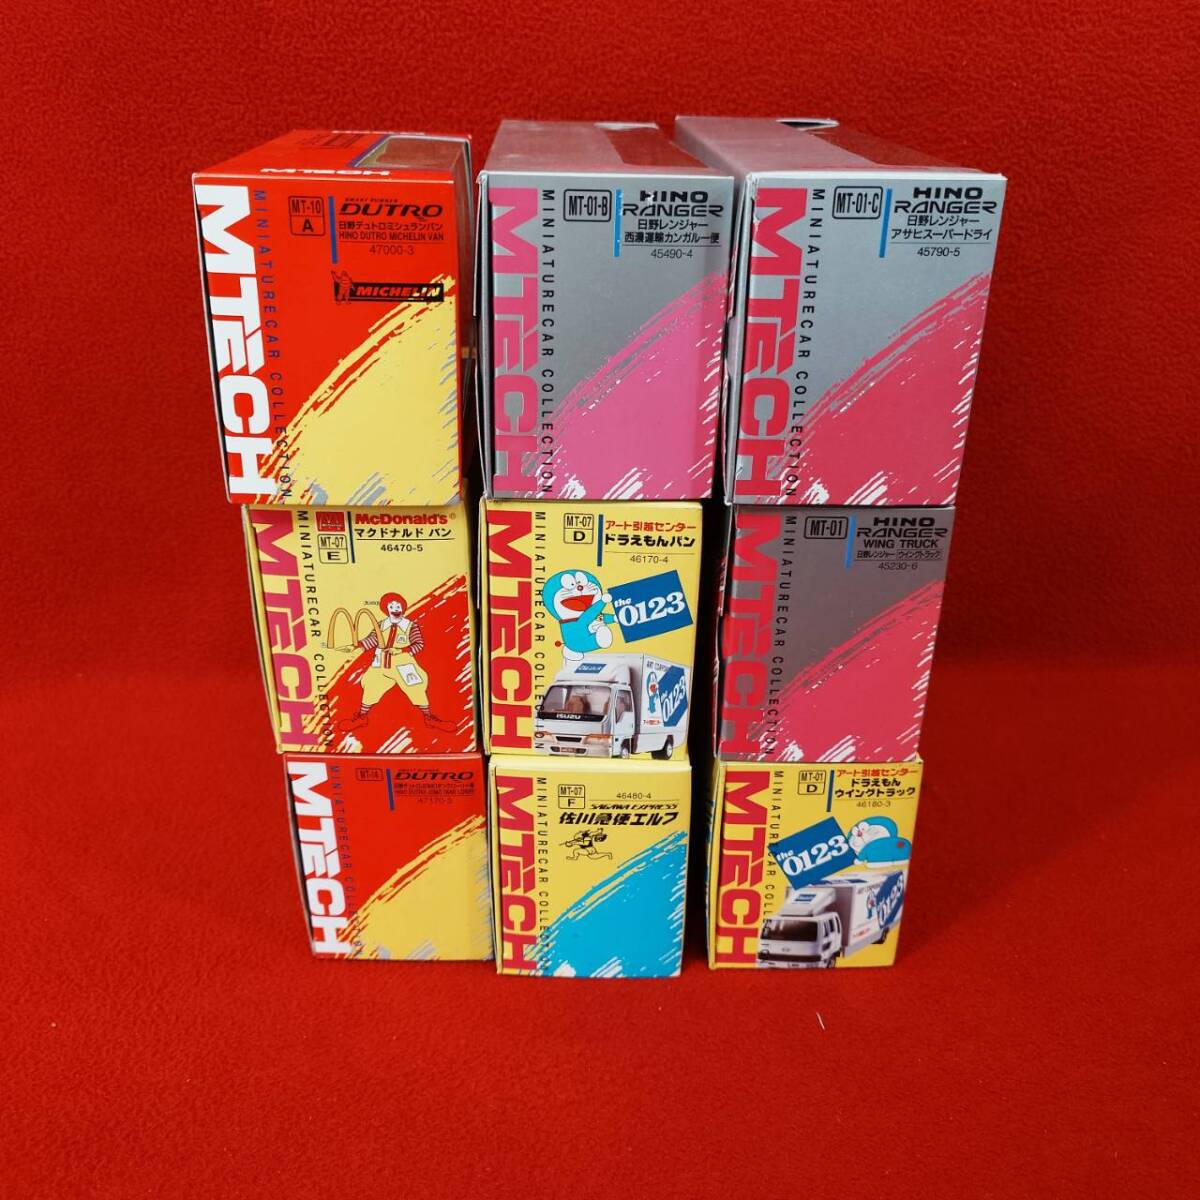 MTECH
MTECH
MINIATURECAR COLLECTION
MT-10
A
SMART RUNNER
DUTRO
日野デュトロミシュランバン
HINO DUTRO MICHELIN VAN
47000-3
MICHELIN
MTECH
MINIATURECAR COLLECTION
MT-01-B
HINO
RANGER
日野レンジャー
西濃運輸カンガルー便
45490-4
MTECH
MINIATURECAR COLLECTION
MT-01-C
HINO
RANGER
日野レンジャー
アサヒスーパードライ
45790-5
MTECH
MINIATURECAR COLLECTION
McDonald's®
MT-07
E
マクドナルド バン
46470-5
MTECH
MINIATURECAR COLLECTION
MT-07
D
アート引越センター
ドラえもんバン
46170-4
the 0123
ISUZU
0123
MTECH
MINIATURECAR COLLECTION
MT-01
HINO
RANGER
WING TRUCK
日野レンジャー ウイングトラック
45230-6
MTECH
MINIATURECAR COLLECTION
DUTRO
47170-3
MTECH
MINIATURECAR COLLECTION
MT-07
F
46480-4
SAGAWA EXPRESS
佐川急便エルフ
MTECH
MINIATURECAR COLLECTION
MT-01
D
アート引越センター
ドラえもん
ウイングトラック
46180-3
the 0123
0123